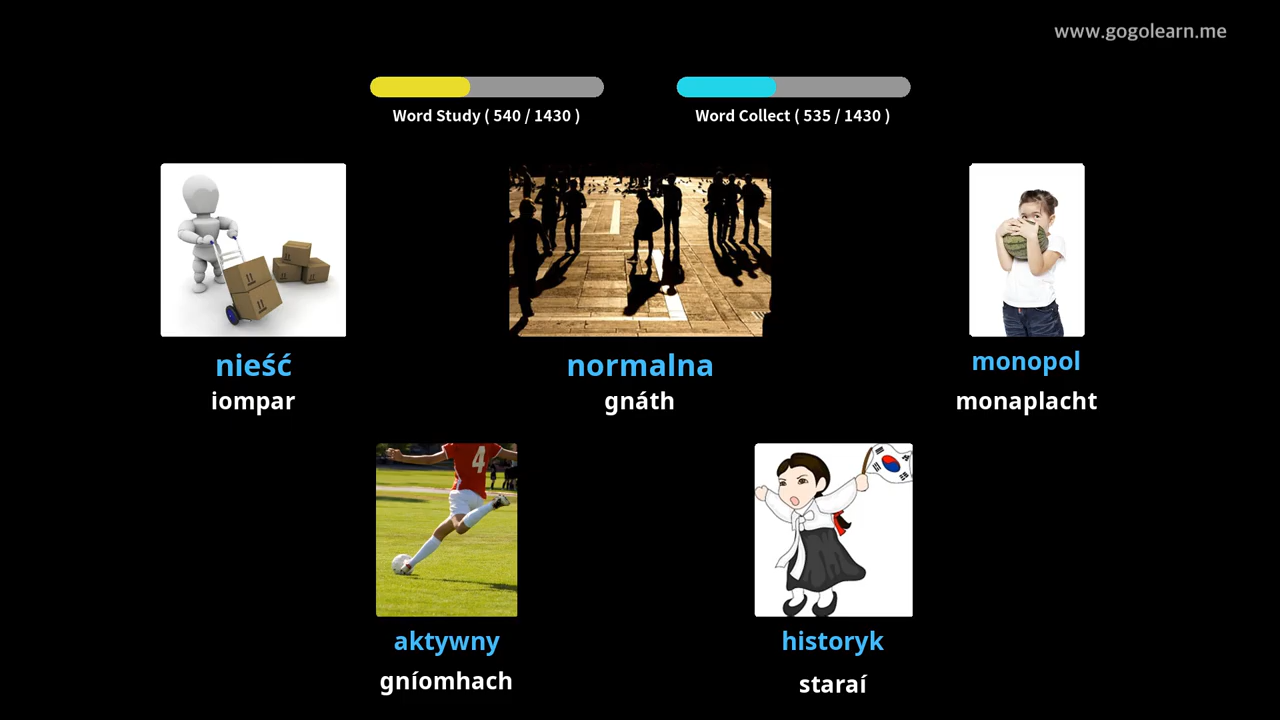 www.gogolearn.me
Word Study ( 540 / 1430 )
Word Collect ( 535 / 1430 )
nieść
normalna
monopol
iompar
gnáth
monaplacht
4
aktywny
historyk
gníomhach
staraí